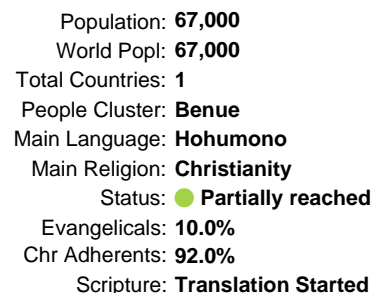 Population: 67,000
World Popl: 67,000
Total Countries: 1
People Cluster: Benue
Main Language: Hohumono
Main Religion: Christianity
Status: Partially reached
Evangelicals: 10.0%
Chr Adherents: 92.0%
Scripture: Translation Started